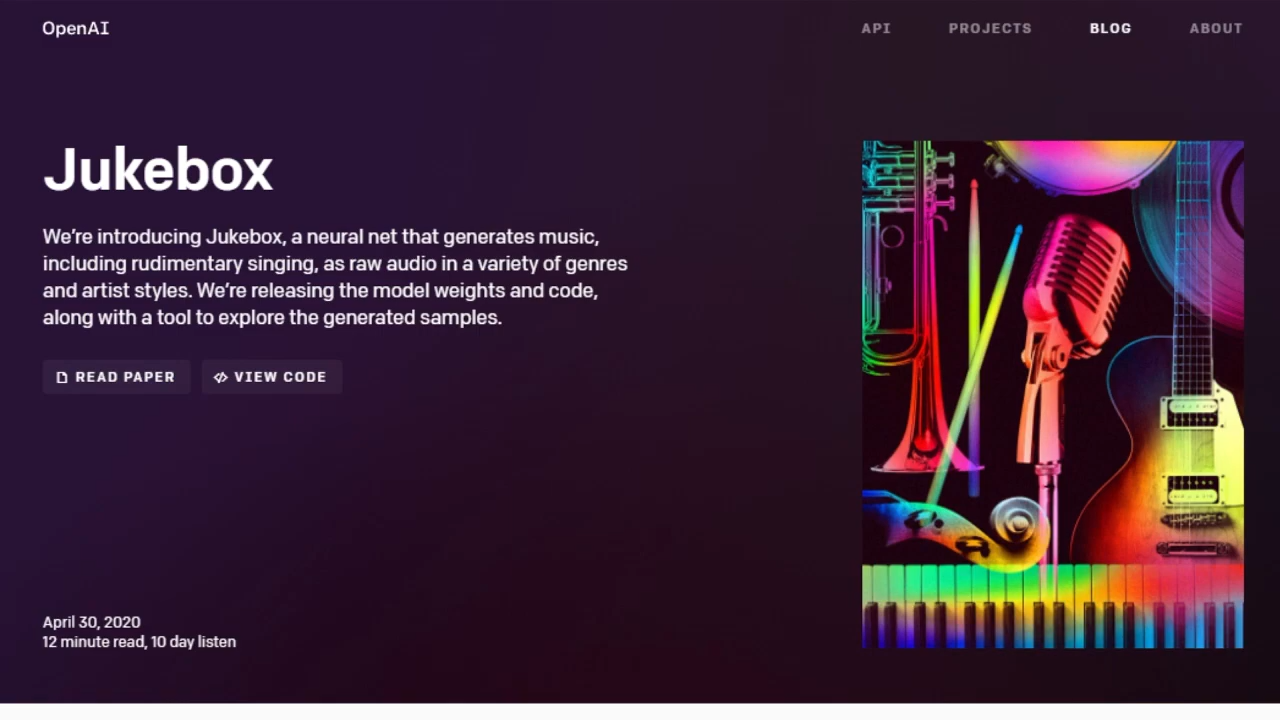 OpenAI
API PROJECTS BLOG ABOUT
Jukebox
We’re introducing Jukebox, a neural net that generates music,
including rudimentary singing, as raw audio in a variety of genres
and artist styles. We’re releasing the model weights and code,
along with a tool to explore the generated samples.
READ PAPER VIEW CODE
April 30, 2020
12 minute read, 10 day listen